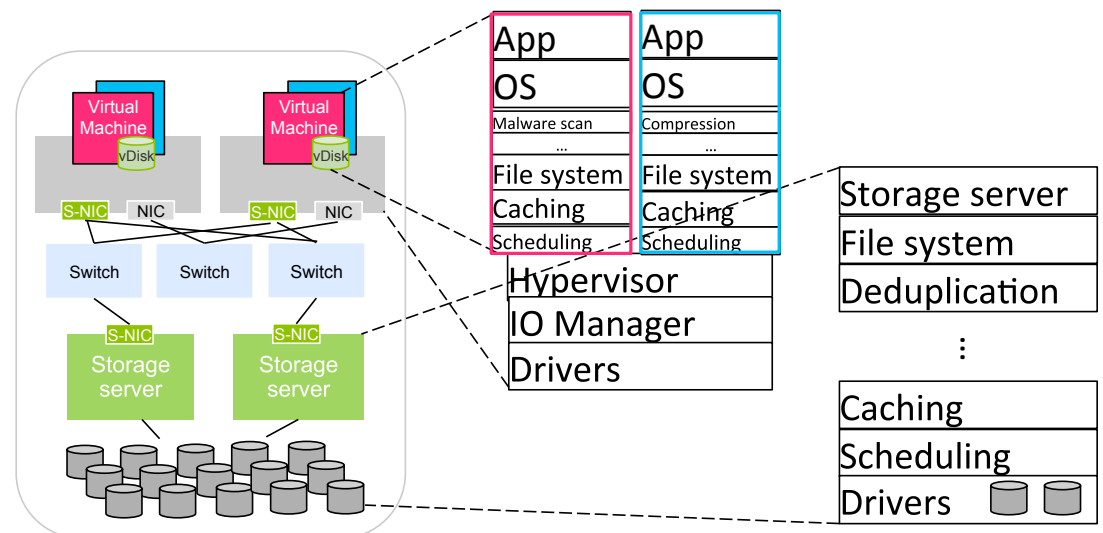 Virtual
Machine
vDisk
S-NIC
NIC
Virtual
Machine
vDisk
S-NIC
NIC
Switch
Switch
Switch
S-NIC
Storage
server
S-NIC
Storage
server
App
OS
Malware scan
...
File system
Caching
Scheduling
App
OS
Compression
...
File system
Caching
Scheduling
Hypervisor
IO Manager
Drivers
Storage server
File system
Deduplication
...
Caching
Scheduling
Drivers